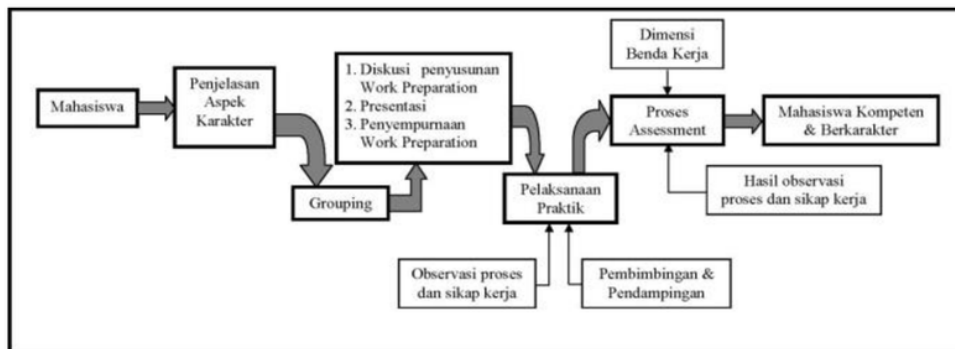 Mahasiswa
Penjelasan
Aspek
Karakter
Grouping
1. Diskusi penyusunan
Work Preparation
2. Presentasi
3. Penyempurnaan
Work Preparation
Pelaksanaan
Praktik
Observasi proses
dan sikap kerja
Pembimbingan &
Pendampingan
Dimensi
Benda Kerja
Proses
Assessment
Hasil observasi
proses dan sikap kerja
Mahasiswa Kompeten
& Berkarakter